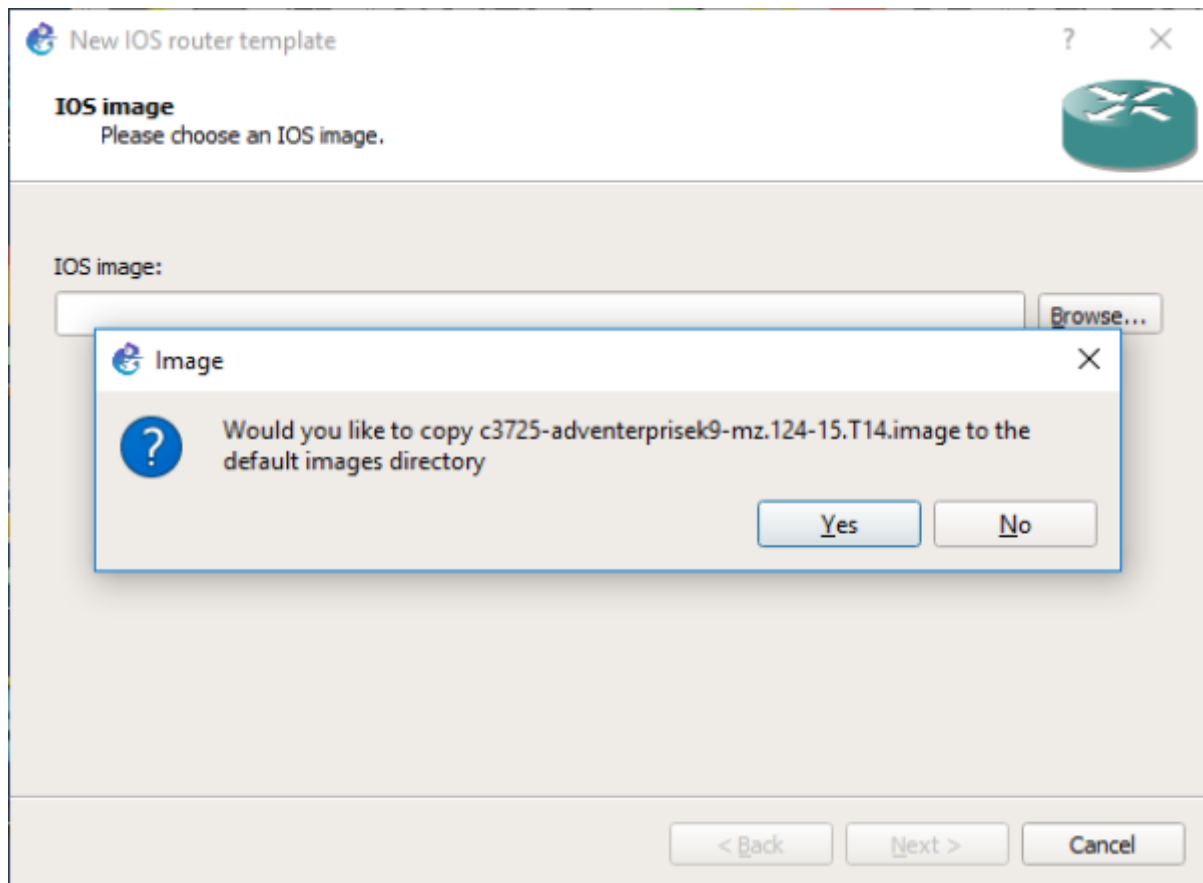 New IOS router template
?
IOS image
Please choose an IOS image.
IOS image:
Browse...
Image
Would you like to copy c3725-adventerprisek9-mz.124-15.T14.image to the
default images directory
Yes No
< Back Next > Cancel